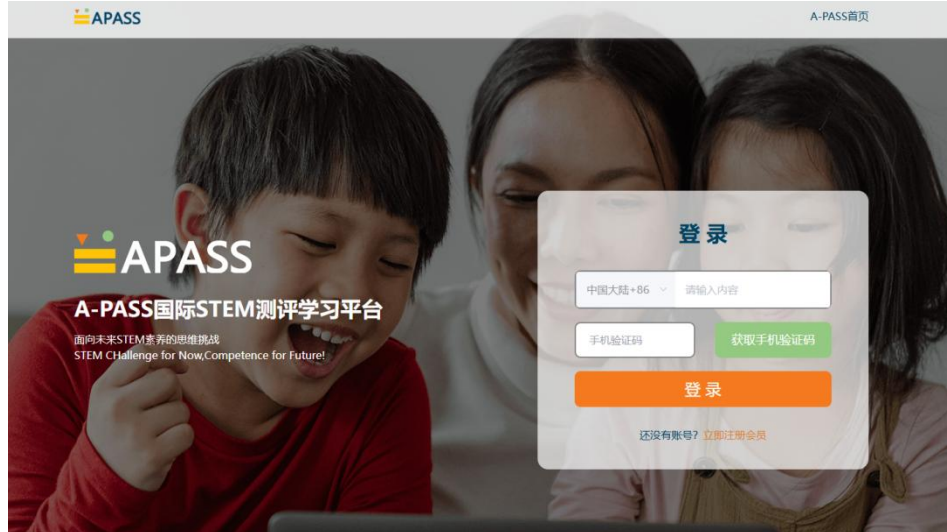 APASS
A-PASS首页
APASS
A-PASS国际STEM测评学习平台
面向未来STEM素养的思维挑战
STEM CHallenge for Now,Competence for Future!
登录
中国大陆+86 请输入内容
手机验证码 获取手机验证码
登录
还没有账号? 立即注册会员